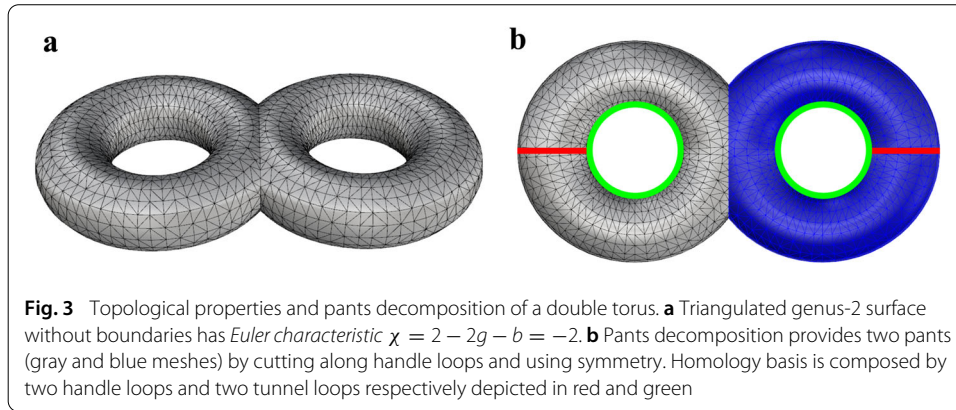 a
b
Fig. 3 Topological properties and pants decomposition of a double torus. a Triangulated genus-2 surface
without boundaries has Euler characteristic χ = 2 − 2g − b = −2. b Pants decomposition provides two pants
(gray and blue meshes) by cutting along handle loops and using symmetry. Homology basis is composed by
two handle loops and two tunnel loops respectively depicted in red and green